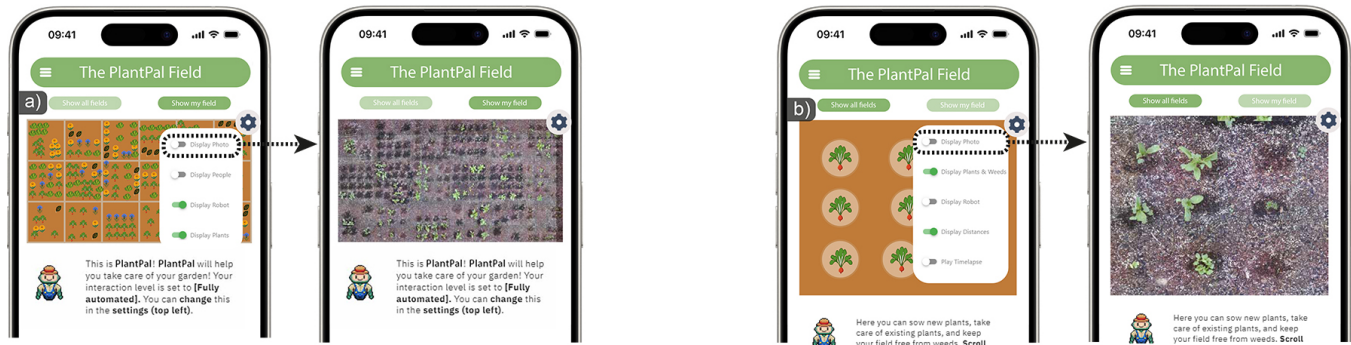 09:41
The PlantPal Field
a)
Show all fields
Show my field
Display Photo
Display People
Display Robot
Display Plants
This is PlantPal! PlantPal will help
you take care of your garden! Your
interaction level is set to [Fully
automated]. You can change this
in the settings (top left).
09:41
The PlantPal Field
Show all fields
Show my field
This is PlantPal! PlantPal will help
you take care of your garden! Your
interaction level is set to [Fully
automated]. You can change this
in the settings (top left).
09:41
The PlantPal Field
b)
Show all fields
Show my field
Display Photo
Display Plants & Weeds
Display Robot
Display Distances
Play Timelapse
Here you can sow new plants, take
care of existing plants, and keep
your field free from weeds. Scroll
09:41
The PlantPal Field
Show all fields
Show my field
Here you can sow new plants, take
care of existing plants, and keep
your field free from weeds. Scroll